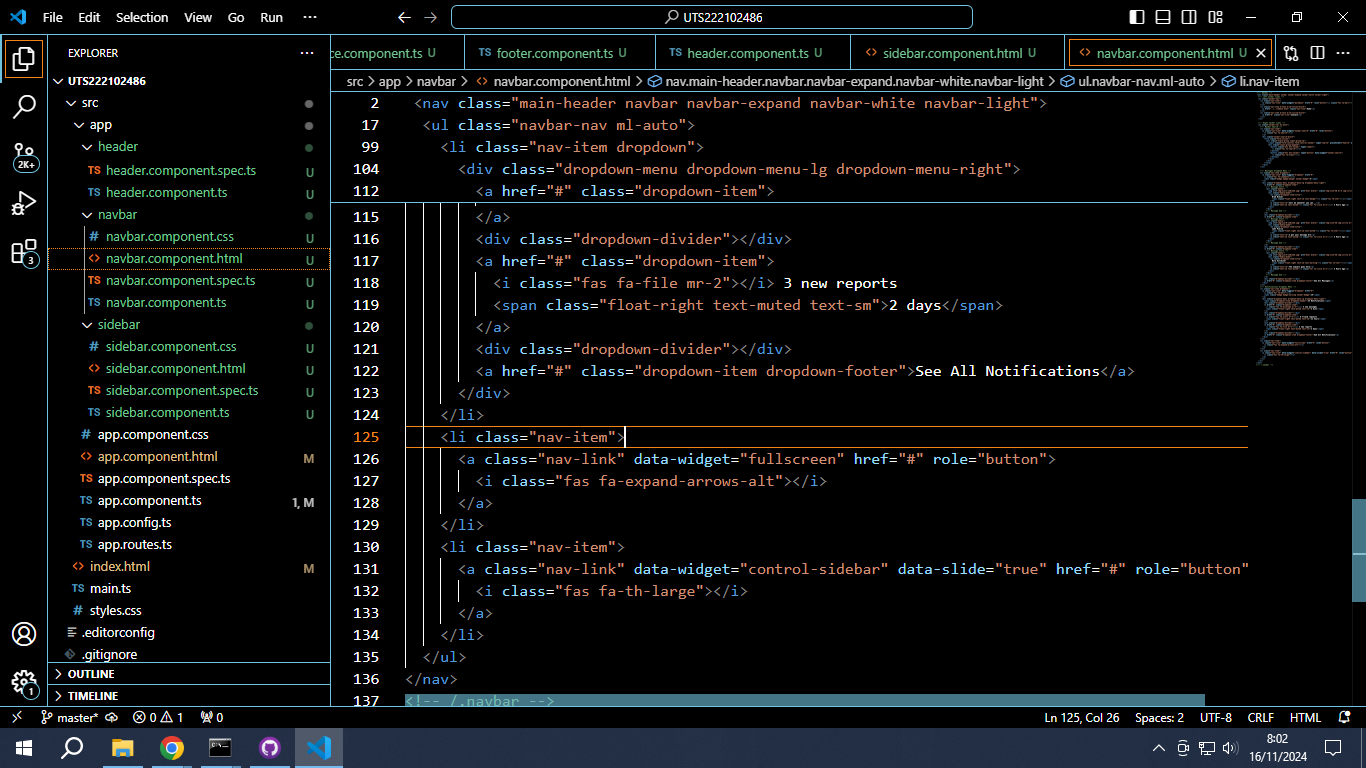 File Edit Selection View Go Run ··· UTS222102486
EXPLORER ···
ce.component.ts U TS footer.component.ts U TS header.component.ts U <> sidebar.component.html U <> navbar.component.html U
UTS222102486
src > app > navbar > <> navbar.component.html > nav.main-header.navbar.navbar-expand.navbar-white.navbar-light > ul.navbar-nav.ml-auto > li.nav-item
src
app
header
TS header.component.spec.ts U
TS header.component.ts U
navbar
# navbar.component.css U
<> navbar.component.html U
TS navbar.component.spec.ts U
TS navbar.component.ts U
sidebar
# sidebar.component.css U
<> sidebar.component.html U
TS sidebar.component.spec.ts U
TS sidebar.component.ts U
# app.component.css
<> app.component.html M
TS app.component.spec.ts
TS app.component.ts 1, M
TS app.config.ts
TS app.routes.ts
<> index.html M
TS main.ts
# styles.css
.editorconfig
.gitignore
OUTLINE
TIMELINE
2K+
3
1
2 <nav class="main-header navbar navbar-expand navbar-white navbar-light">
17 <ul class="navbar-nav ml-auto">
99 <li class="nav-item dropdown">
104 <div class="dropdown-menu dropdown-menu-lg dropdown-menu-right">
112 <a href="#" class="dropdown-item">
115 </a>
116 <div class="dropdown-divider"></div>
117 <a href="#" class="dropdown-item">
118 <i class="fas fa-file mr-2"></i> 3 new reports
119 <span class="float-right text-muted text-sm">2 days</span>
120 </a>
121 <div class="dropdown-divider"></div>
122 <a href="#" class="dropdown-item dropdown-footer">See All Notifications</a>
123 </div>
124 </li>
125 <li class="nav-item">
126 <a class="nav-link" data-widget="fullscreen" href="#" role="button">
127 <i class="fas fa-expand-arrows-alt"></i>
128 </a>
129 </li>
130 <li class="nav-item">
131 <a class="nav-link" data-widget="control-sidebar" data-slide="true" href="#" role="button"
132 <i class="fas fa-th-large"></i>
133 </a>
134 </li>
135 </ul>
136 </nav>
137 <!-- /.navbar -->
master* 0 1 0 Ln 125, Col 26 Spaces: 2 UTF-8 CRLF HTML
8:02
16/11/2024